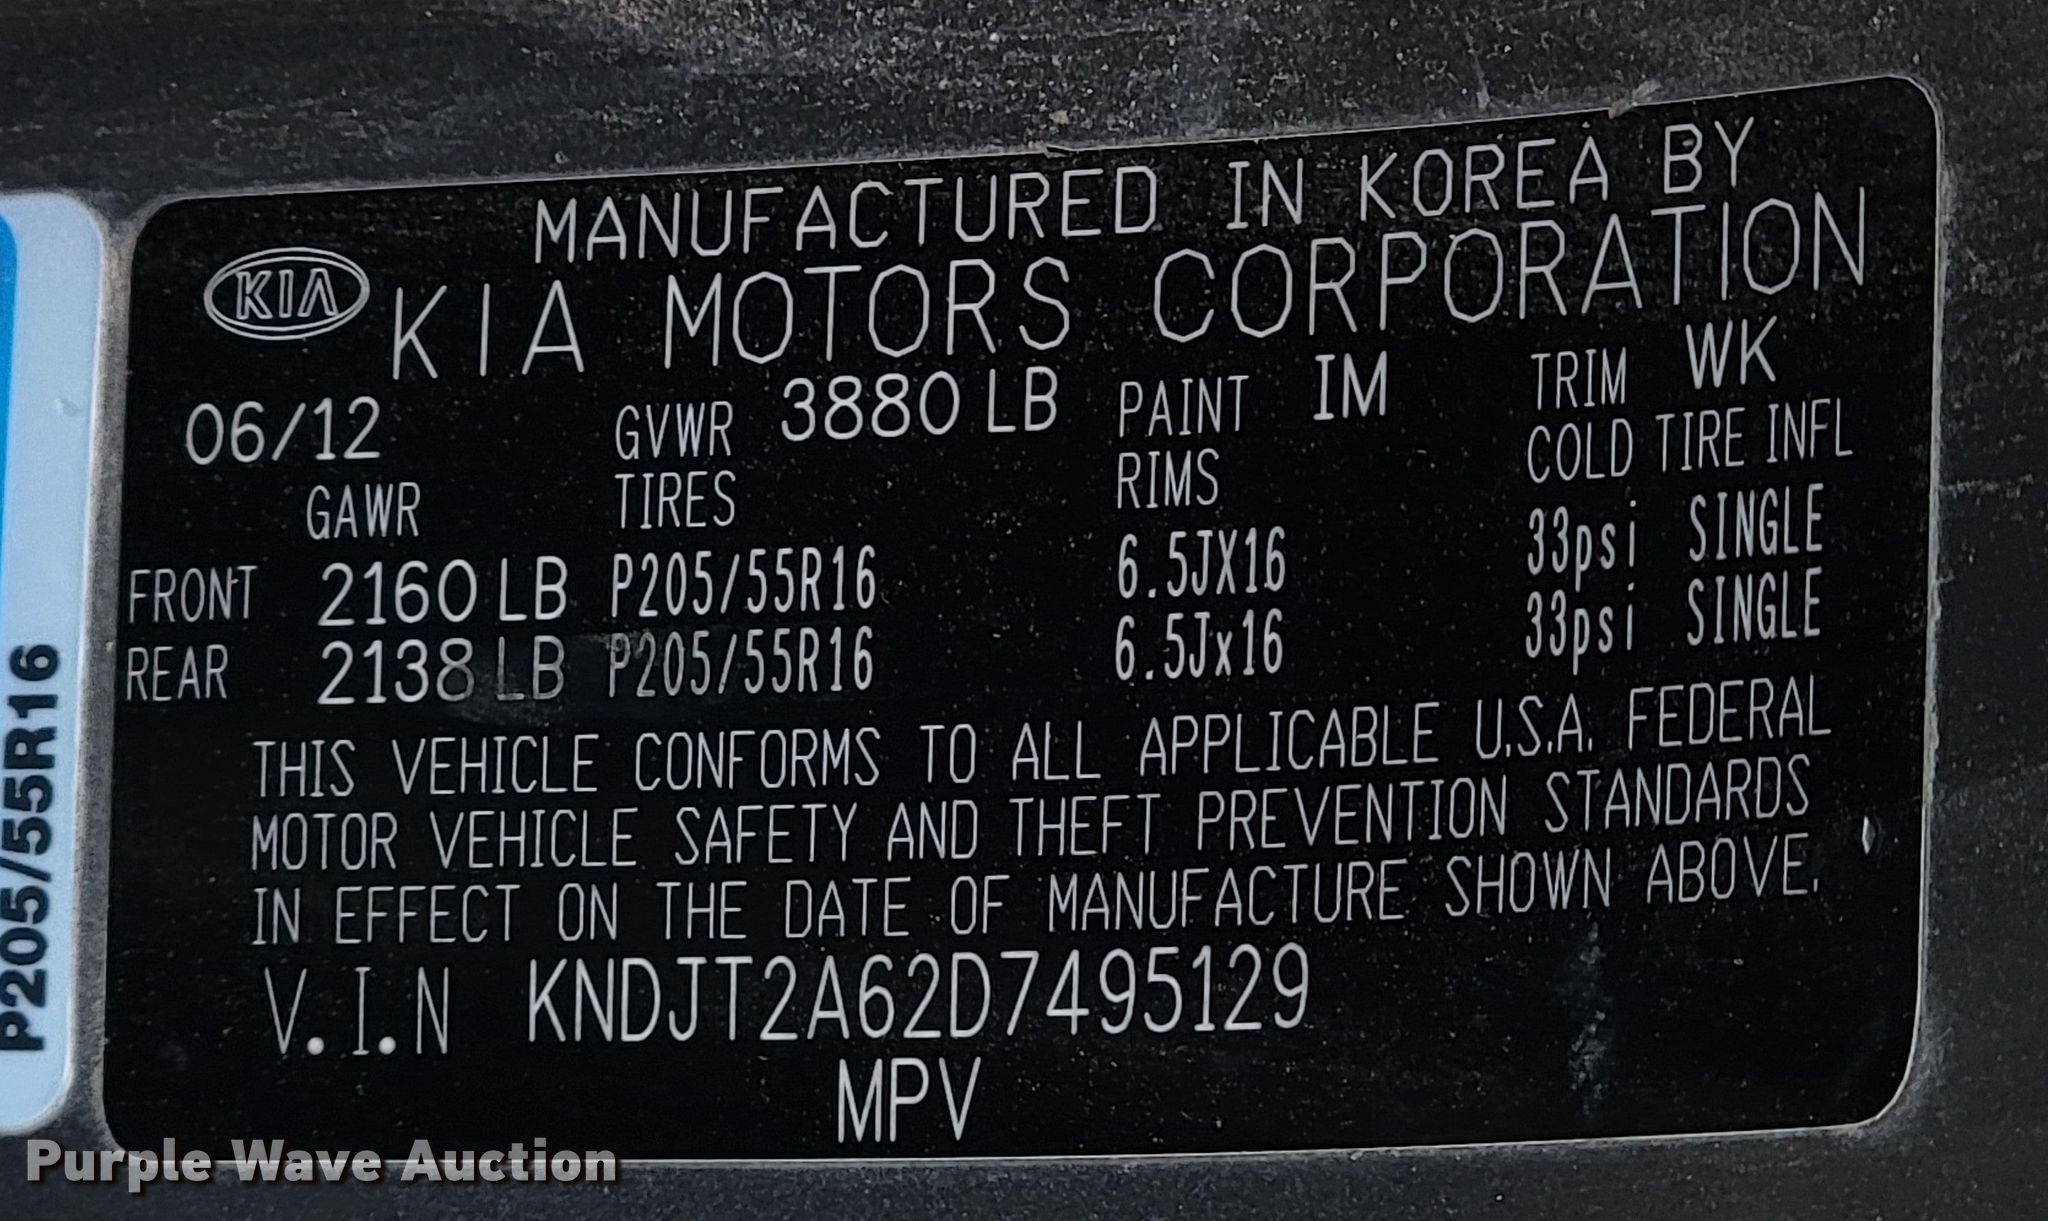 MANUFACTURED IN KOREA BY
KIA KIA MOTORS CORPORATION
06/12 GVWR 3880 LB PAINT IM TRIM WK
GAWR TIRES RIMS COLD TIRE INFL
FRONT 2160 LB P205/55R16 6.5JX16 33psi SINGLE
REAR 2138 LB P205/55R16 6.5Jx16 33psi SINGLE
THIS VEHICLE CONFORMS TO ALL APPLICABLE U.S.A. FEDERAL
MOTOR VEHICLE SAFETY AND THEFT PREVENTION STANDARDS
IN EFFECT ON THE DATE OF MANUFACTURE SHOWN ABOVE.
V.I.N KNDJT2A62D7495129
MPV
P205/55R16
Purple Wave Auction